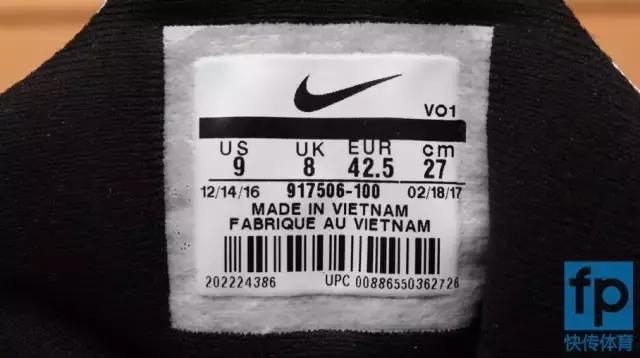 VO1
US UK EUR cm
9 8 42.5 27
12/14/16 917506-100 02/18/17
MADE IN VIETNAM
FABRIQUE AU VIETNAM
202224386 UPC 00886550362726
fp
快传体育